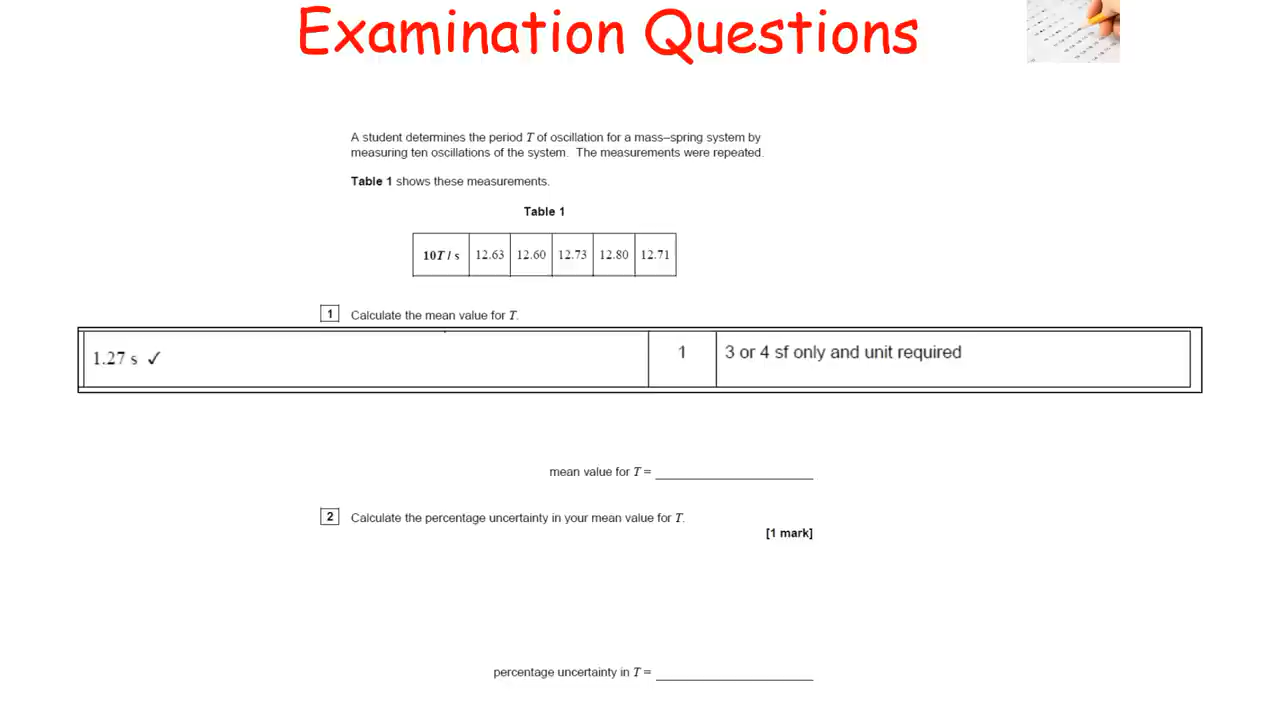 Examination Questions
A student determines the period T of oscillation for a mass–spring system by
measuring ten oscillations of the system. The measurements were repeated.
Table 1 shows these measurements.
Table 1
10T / s 12.63 12.60 12.73 12.80 12.71
1 Calculate the mean value for T.
1.27 s ✓ 1 3 or 4 sf only and unit required
mean value for T =
2 Calculate the percentage uncertainty in your mean value for T.
[1 mark]
percentage uncertainty in T =